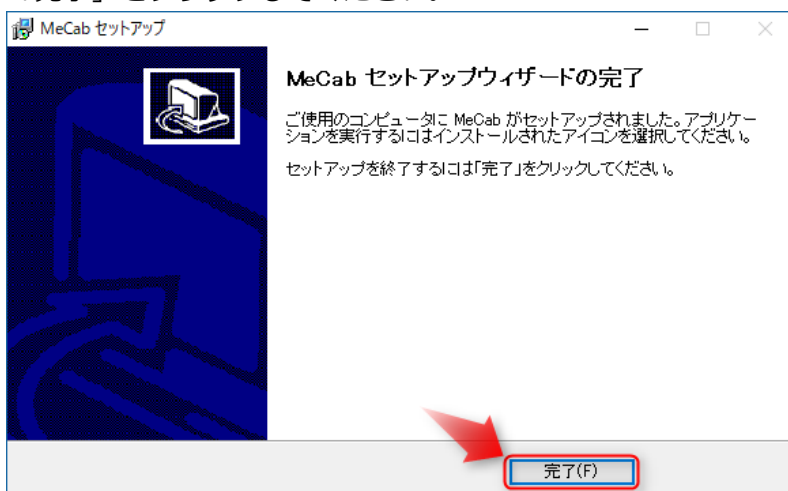 MeCab セットアップ
MeCab セットアップウィザードの完了
ご使用のコンピュータに MeCab がセットアップされました。アプリケー
ションを実行するにはインストールされたアイコンを選択してください。
セットアップを終了するには「完了」をクリックしてください。
完了(F)